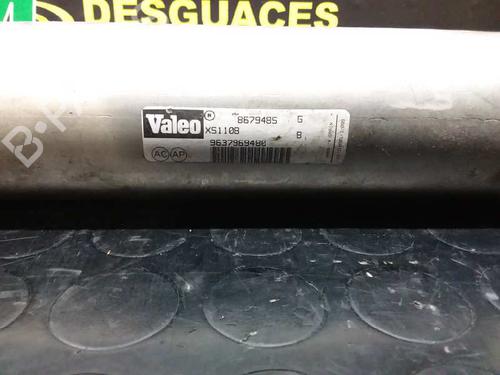 DESGUACES
Valeo ® 8679485 G
XS1108 B
9637969480
AC AP